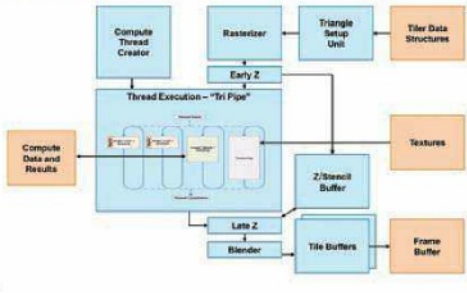 Compute
Thread
Creator
Rasterizer
Triangle
Setup
Unit
Tiler Data
Structures
Early Z
Thread Execution – "Tri Pipe"
Compute
Data and
Results
Textures
Z/Stencil
Buffer
Late Z
Blender
Tile Buffers
Frame
Buffer